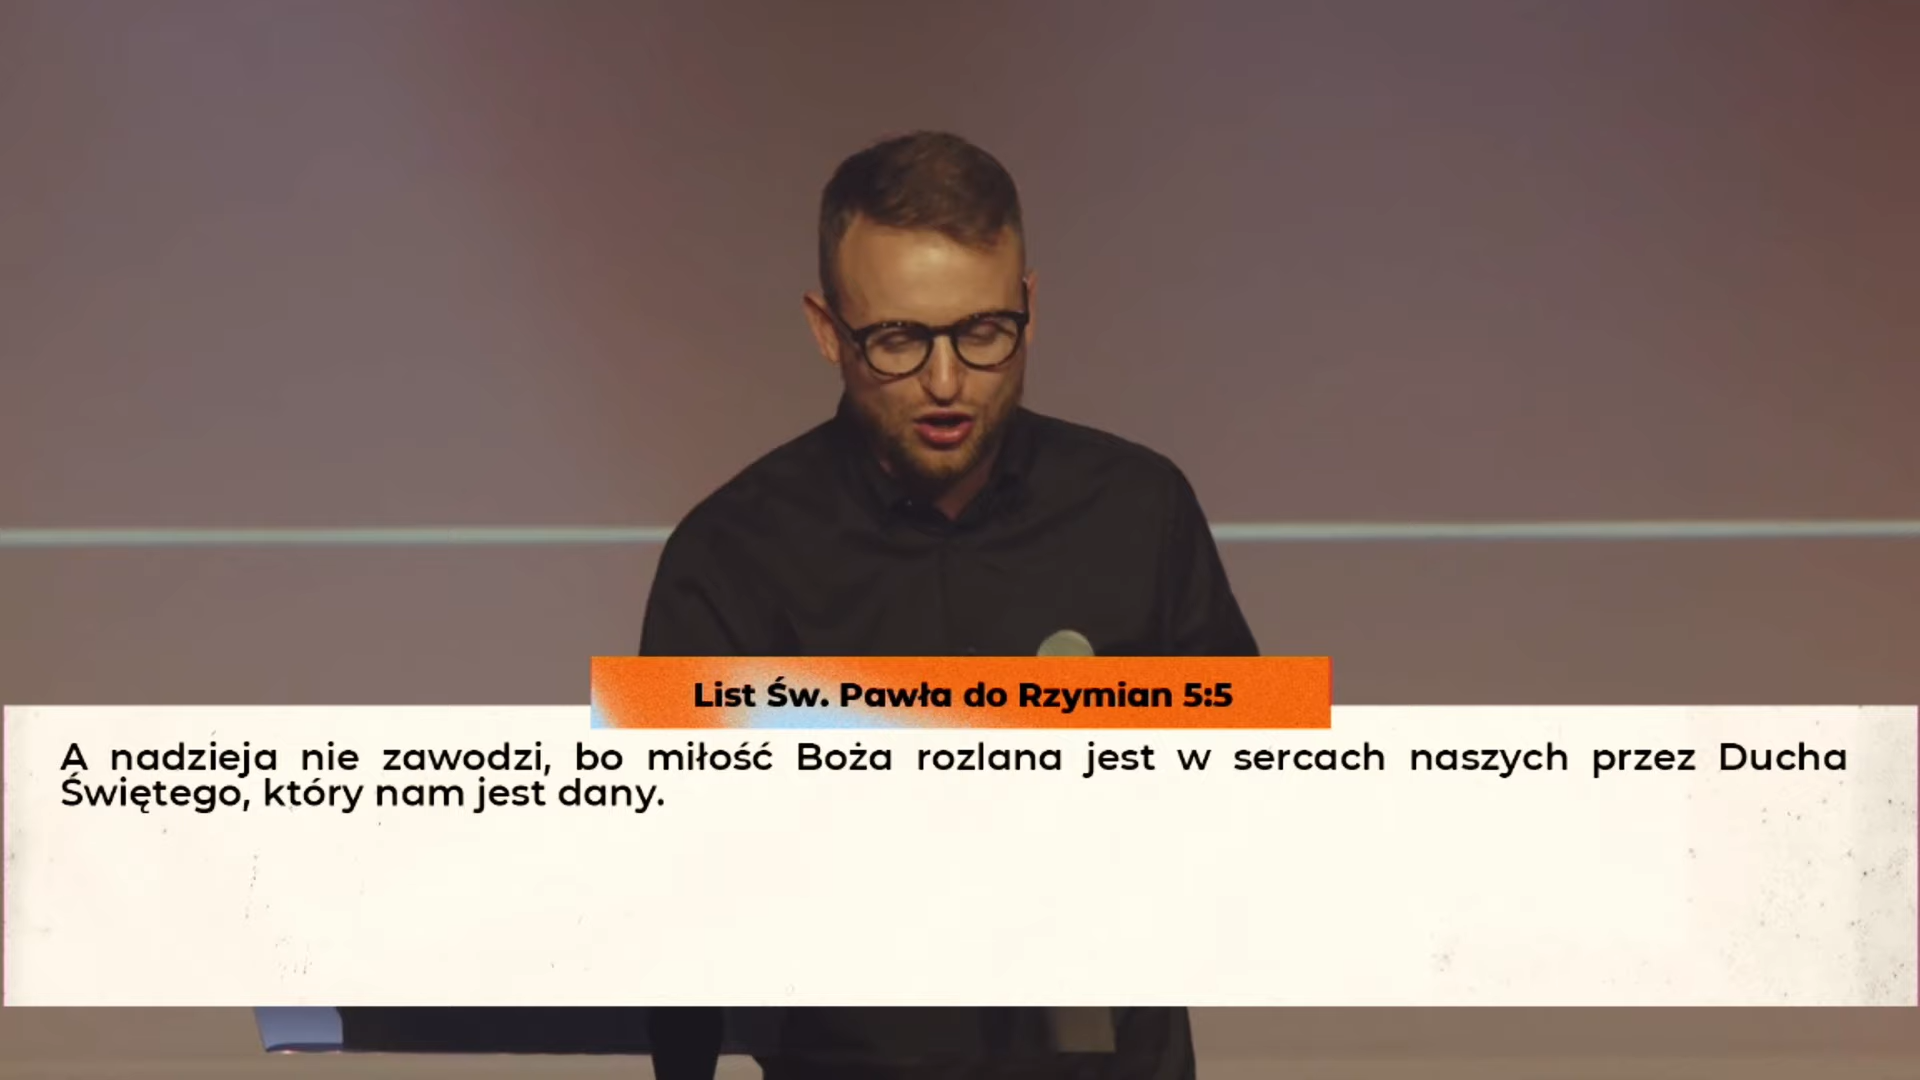 List Św. Pawła do Rzymian 5:5
A nadzieja nie zawodzi, bo miłość Boża rozlana jest w sercach naszych przez Ducha
Świętego, który nam jest dany.